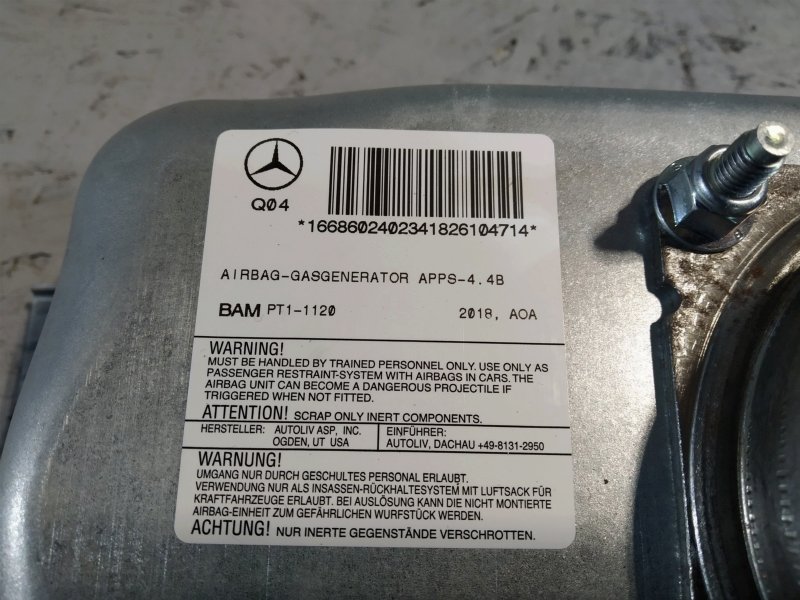 Q04
*1668602402341826104714*
AIRBAG-GASGENERATOR APPS-4.4B
BAM PT1-1120 2018, AOA
WARNING!
MUST BE HANDLED BY TRAINED PERSONNEL ONLY. USE ONLY AS
PASSENGER RESTRAINT-SYSTEM WITH AIRBAGS IN CARS. THE
AIRBAG UNIT CAN BECOME A DANGEROUS PROJECTILE IF
TRIGGERED WHEN NOT FITTED.
ATTENTION! SCRAP ONLY INERT COMPONENTS.
HERSTELLER: AUTOLIV ASP, INC.
OGDEN, UT USA
EINFÜHRER:
AUTOLIV, DACHAU +49-8131-2950
WARNUNG!
UMGANG NUR DURCH GESCHULTES PERSONAL ERLAUBT.
VERWENDUNG NUR ALS INSASSEN-RÜCKHALTESYSTEM MIT LUFTSACK FÜR
KRAFTFAHRZEUGE ERLAUBT. BEI AUSLÖSUNG KANN DIE NICHT MONTIERTE
AIRBAG-EINHEIT ZUM GEFÄHRLICHEN WURFSTÜCK WERDEN.
ACHTUNG! NUR INERTE GEGENSTÄNDE VERSCHROTTEN.